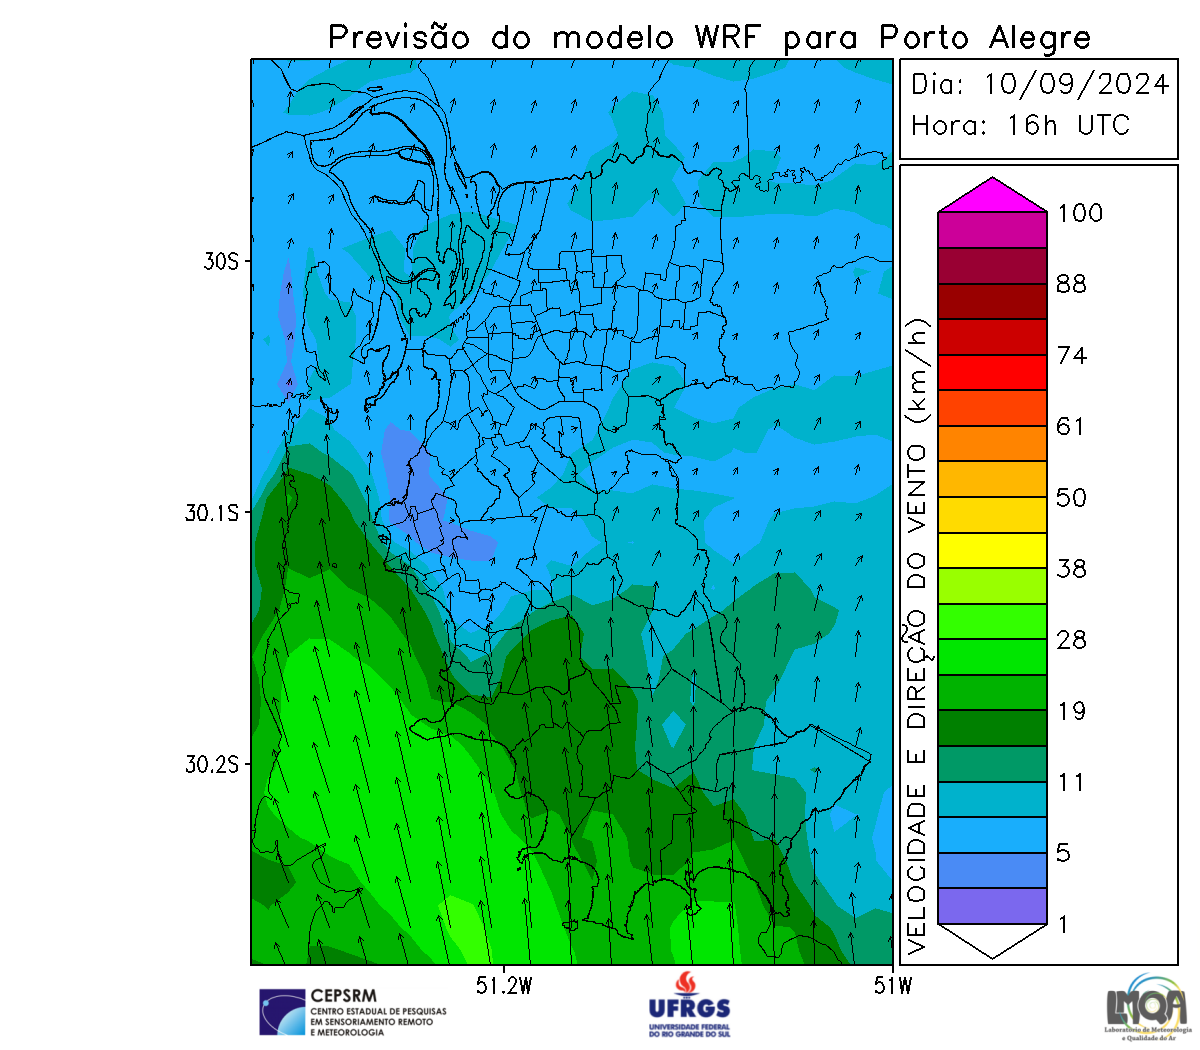 Previsão do modelo WRF para Porto Alegre
Dia: 10/09/2024
Hora: 16h UTC
30S
30.1S
30.2S
51.2W
51W
VELOCIDADE E DIREÇÃO DO VENTO (km/h)
100
88
74
61
50
38
28
19
11
5
1
CEPSRM
CENTRO ESTADUAL DE PESQUISAS
EM SENSORIAMENTO REMOTO
E METEOROLOGIA
UFRGS
UNIVERSIDADE FEDERAL
DO RIO GRANDE DO SUL
LMQA
Laboratório de Meteorologia
e Qualidade do Ar